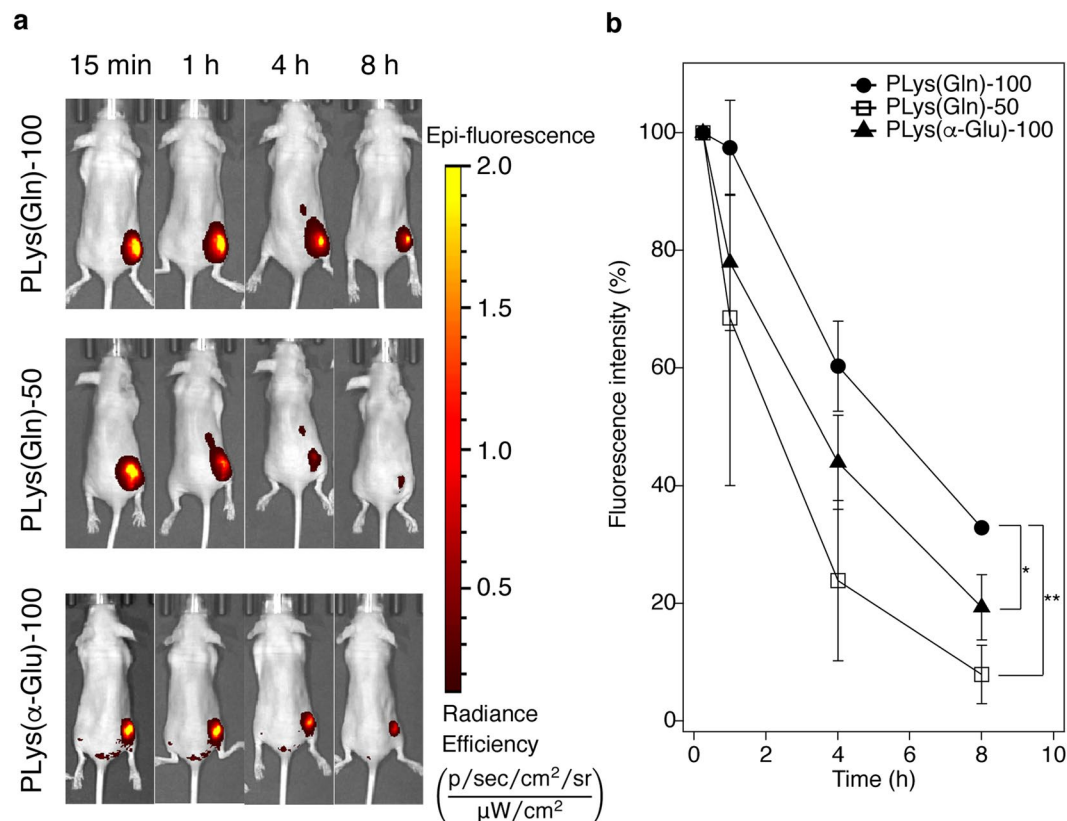 a
15 min 1 h 4 h 8 h
PLys(Gln)-100
PLys(Gln)-50
PLys(α-Glu)-100
Epi-fluorescence
2.0
1.5
1.0
0.5
Radiance
Efficiency
(p/sec/cm²/sr
µW/cm²)
b
PLys(Gln)-100
PLys(Gln)-50
PLys(α-Glu)-100
Fluorescence intensity (%)
100
80
60
40
20
0
*
**
0 2 4 6 8 10
Time (h)